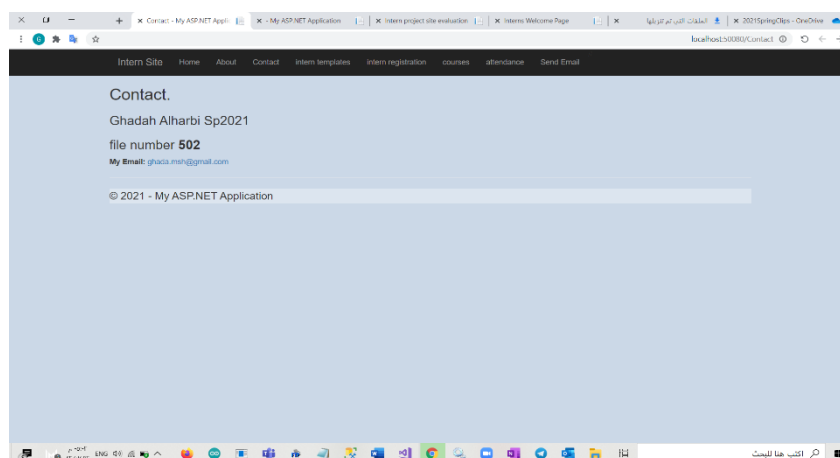 Contact - My ASP.NET Appli
- My ASP.NET Application
Intern project site evaluation
Interns Welcome Page
الملفات التي تم تنزيلها
2021SpringClips - OneDrive
localhost:50080/Contact
Intern Site Home About Contact intern templates intern registration courses attendance Send Email
Contact.
Ghadah Alharbi Sp2021
file number 502
My Email: ghada.msh@gmail.com
© 2021 - My ASP.NET Application
ENG
اكتب هنا للبحث